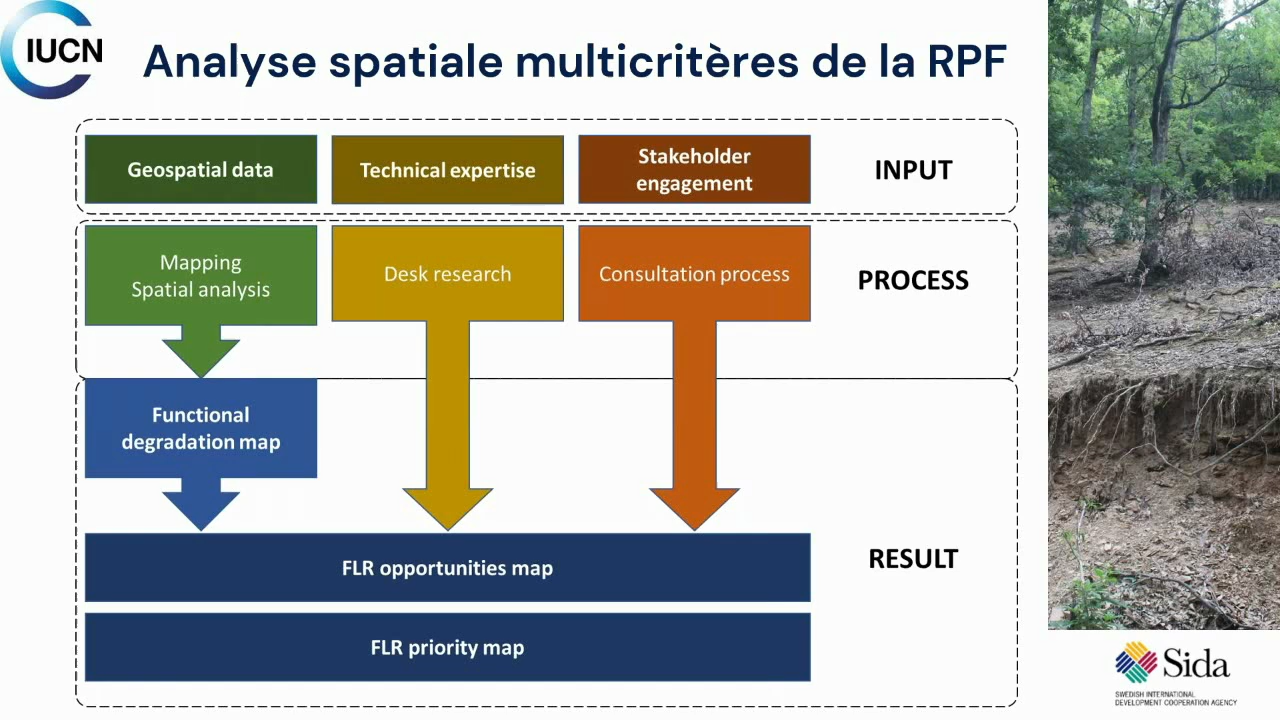 IUCN
Analyse spatiale multicritères de la RPF
Geospatial data
Technical expertise
Stakeholder
engagement
INPUT
Mapping
Spatial analysis
Desk research
Consultation process
PROCESS
Functional
degradation map
FLR opportunities map
RESULT
FLR priority map
Sida
SWEDISH INTERNATIONAL
DEVELOPMENT COOPERATION AGENCY